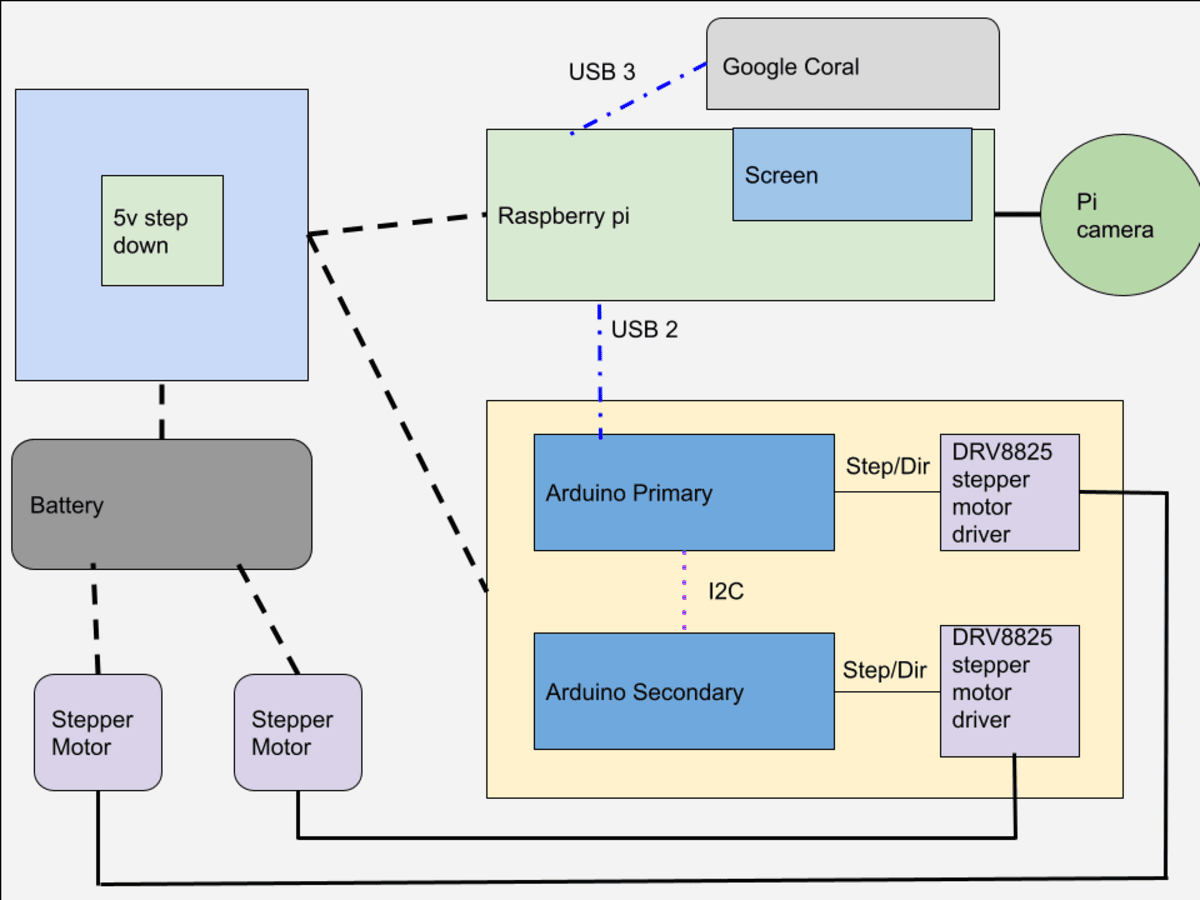 USB 3
Google Coral
5v step
down
Raspberry pi
Screen
Pi
camera
USB 2
Battery
Arduino Primary
Step/Dir
DRV8825
stepper
motor
driver
I2C
Arduino Secondary
Step/Dir
DRV8825
stepper
motor
driver
Stepper
Motor
Stepper
Motor